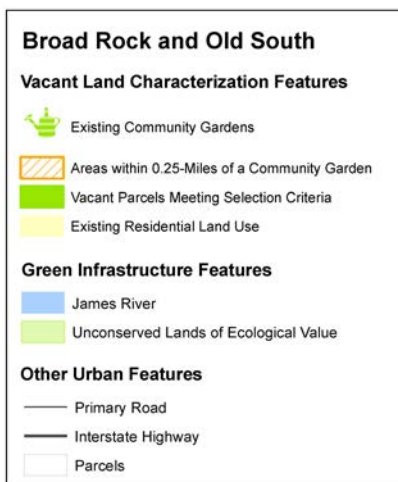 Broad Rock and Old South
Vacant Land Characterization Features
Existing Community Gardens
Areas within 0.25-Miles of a Community Garden
Vacant Parcels Meeting Selection Criteria
Existing Residential Land Use
Green Infrastructure Features
James River
Unconserved Lands of Ecological Value
Other Urban Features
Primary Road
Interstate Highway
Parcels